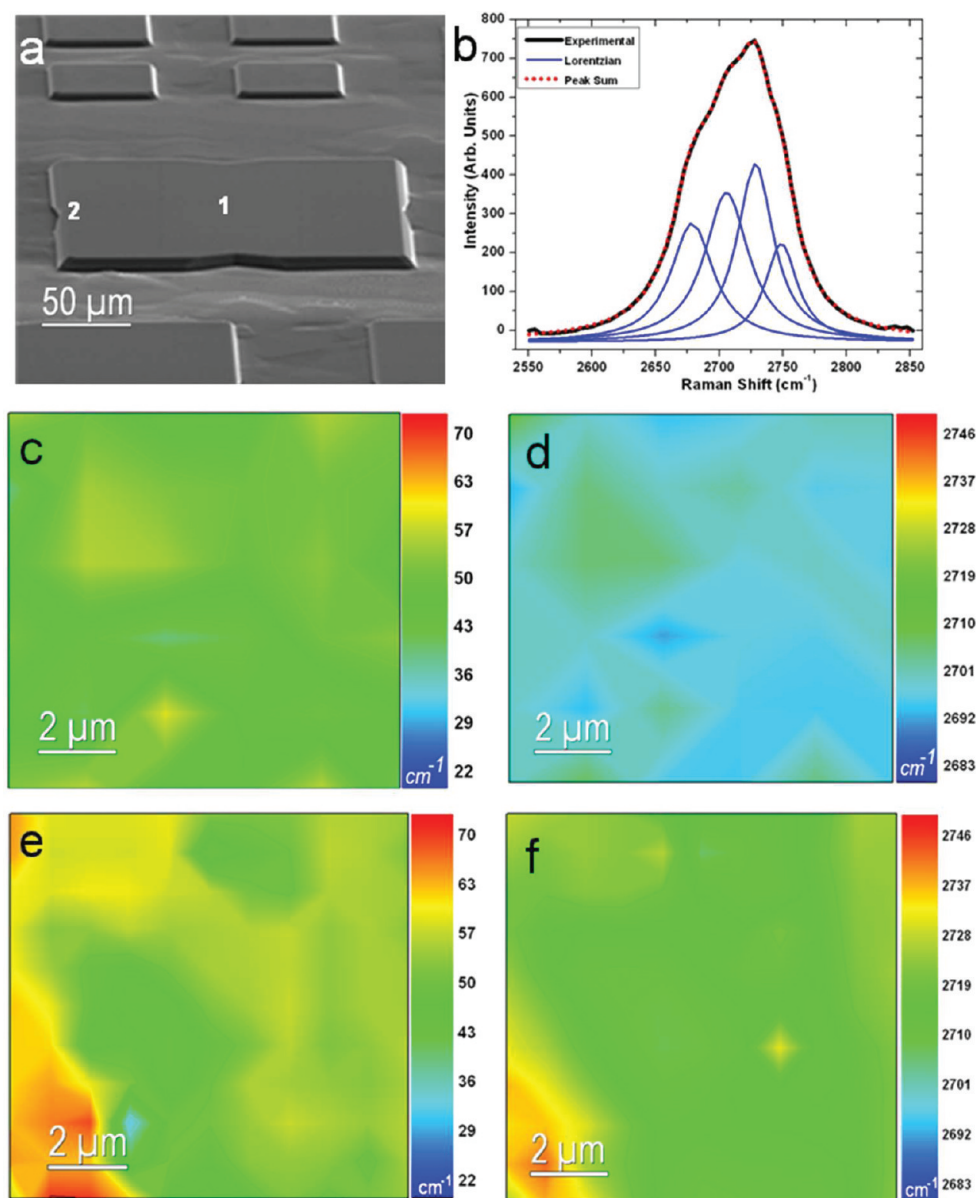 a
2
1
50 µm
b
Experimental
Lorentzian
Peak Sum
Intensity (Arb. Units)
800
700
600
500
400
300
200
100
0
2550 2600 2650 2700 2750 2800 2850
Raman Shift (cm⁻¹)
c
2 µm
70
63
57
50
43
36
29
22
cm⁻¹
d
2 µm
2746
2737
2728
2719
2710
2701
2692
2683
cm⁻¹
e
2 µm
70
63
57
50
43
36
29
22
cm⁻¹
f
2 µm
2746
2737
2728
2719
2710
2701
2692
2683
cm⁻¹